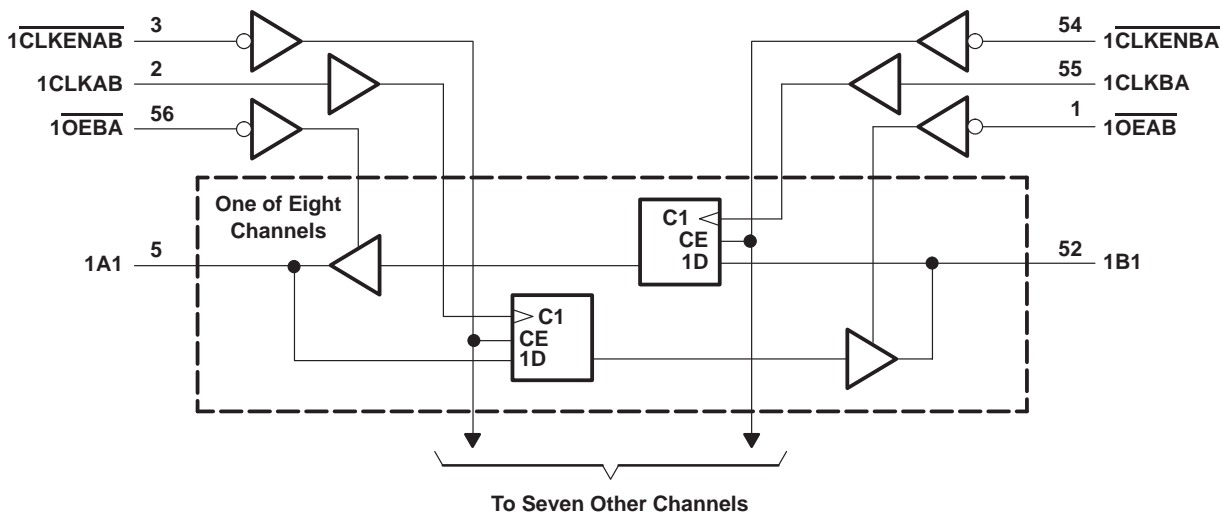 3
1CLKENAB
2
1CLKAB
56
1OEBA
54
1CLKENBA
55
1CLKBA
1
1OEAB
One of Eight
Channels
C1
CE
1D
5
1A1
52
1B1
C1
CE
1D
To Seven Other Channels